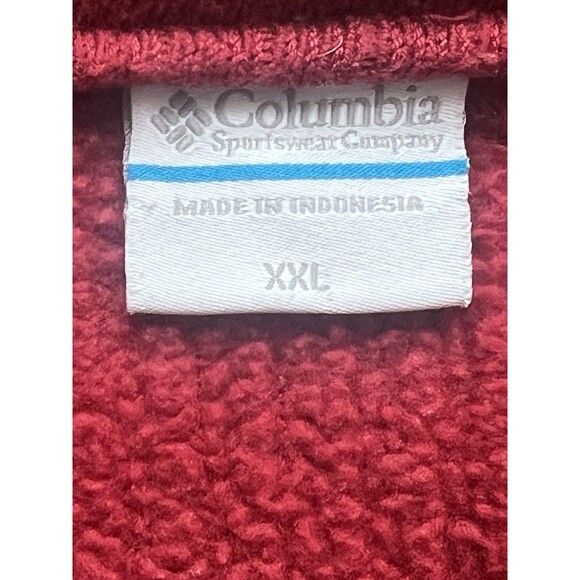 Columbia
Sportswear Company
MADE IN INDONESIA
XXL